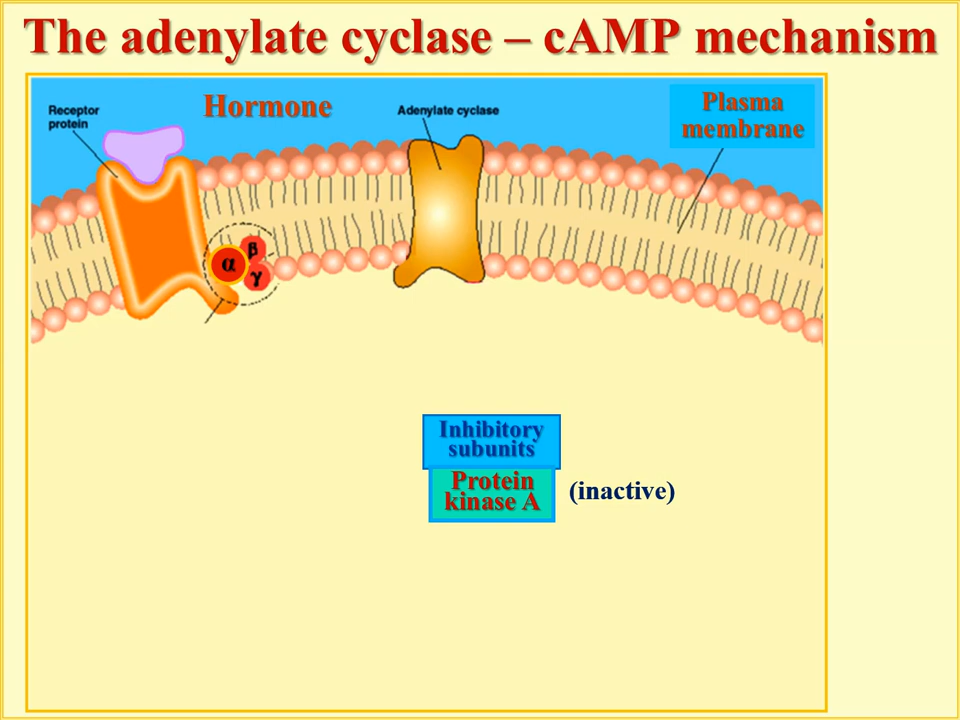 The adenylate cyclase – cAMP mechanism
Receptor
protein
Hormone
Adenylate cyclase
Plasma
membrane
β
α
γ
Inhibitory
subunits
Protein
kinase A
(inactive)